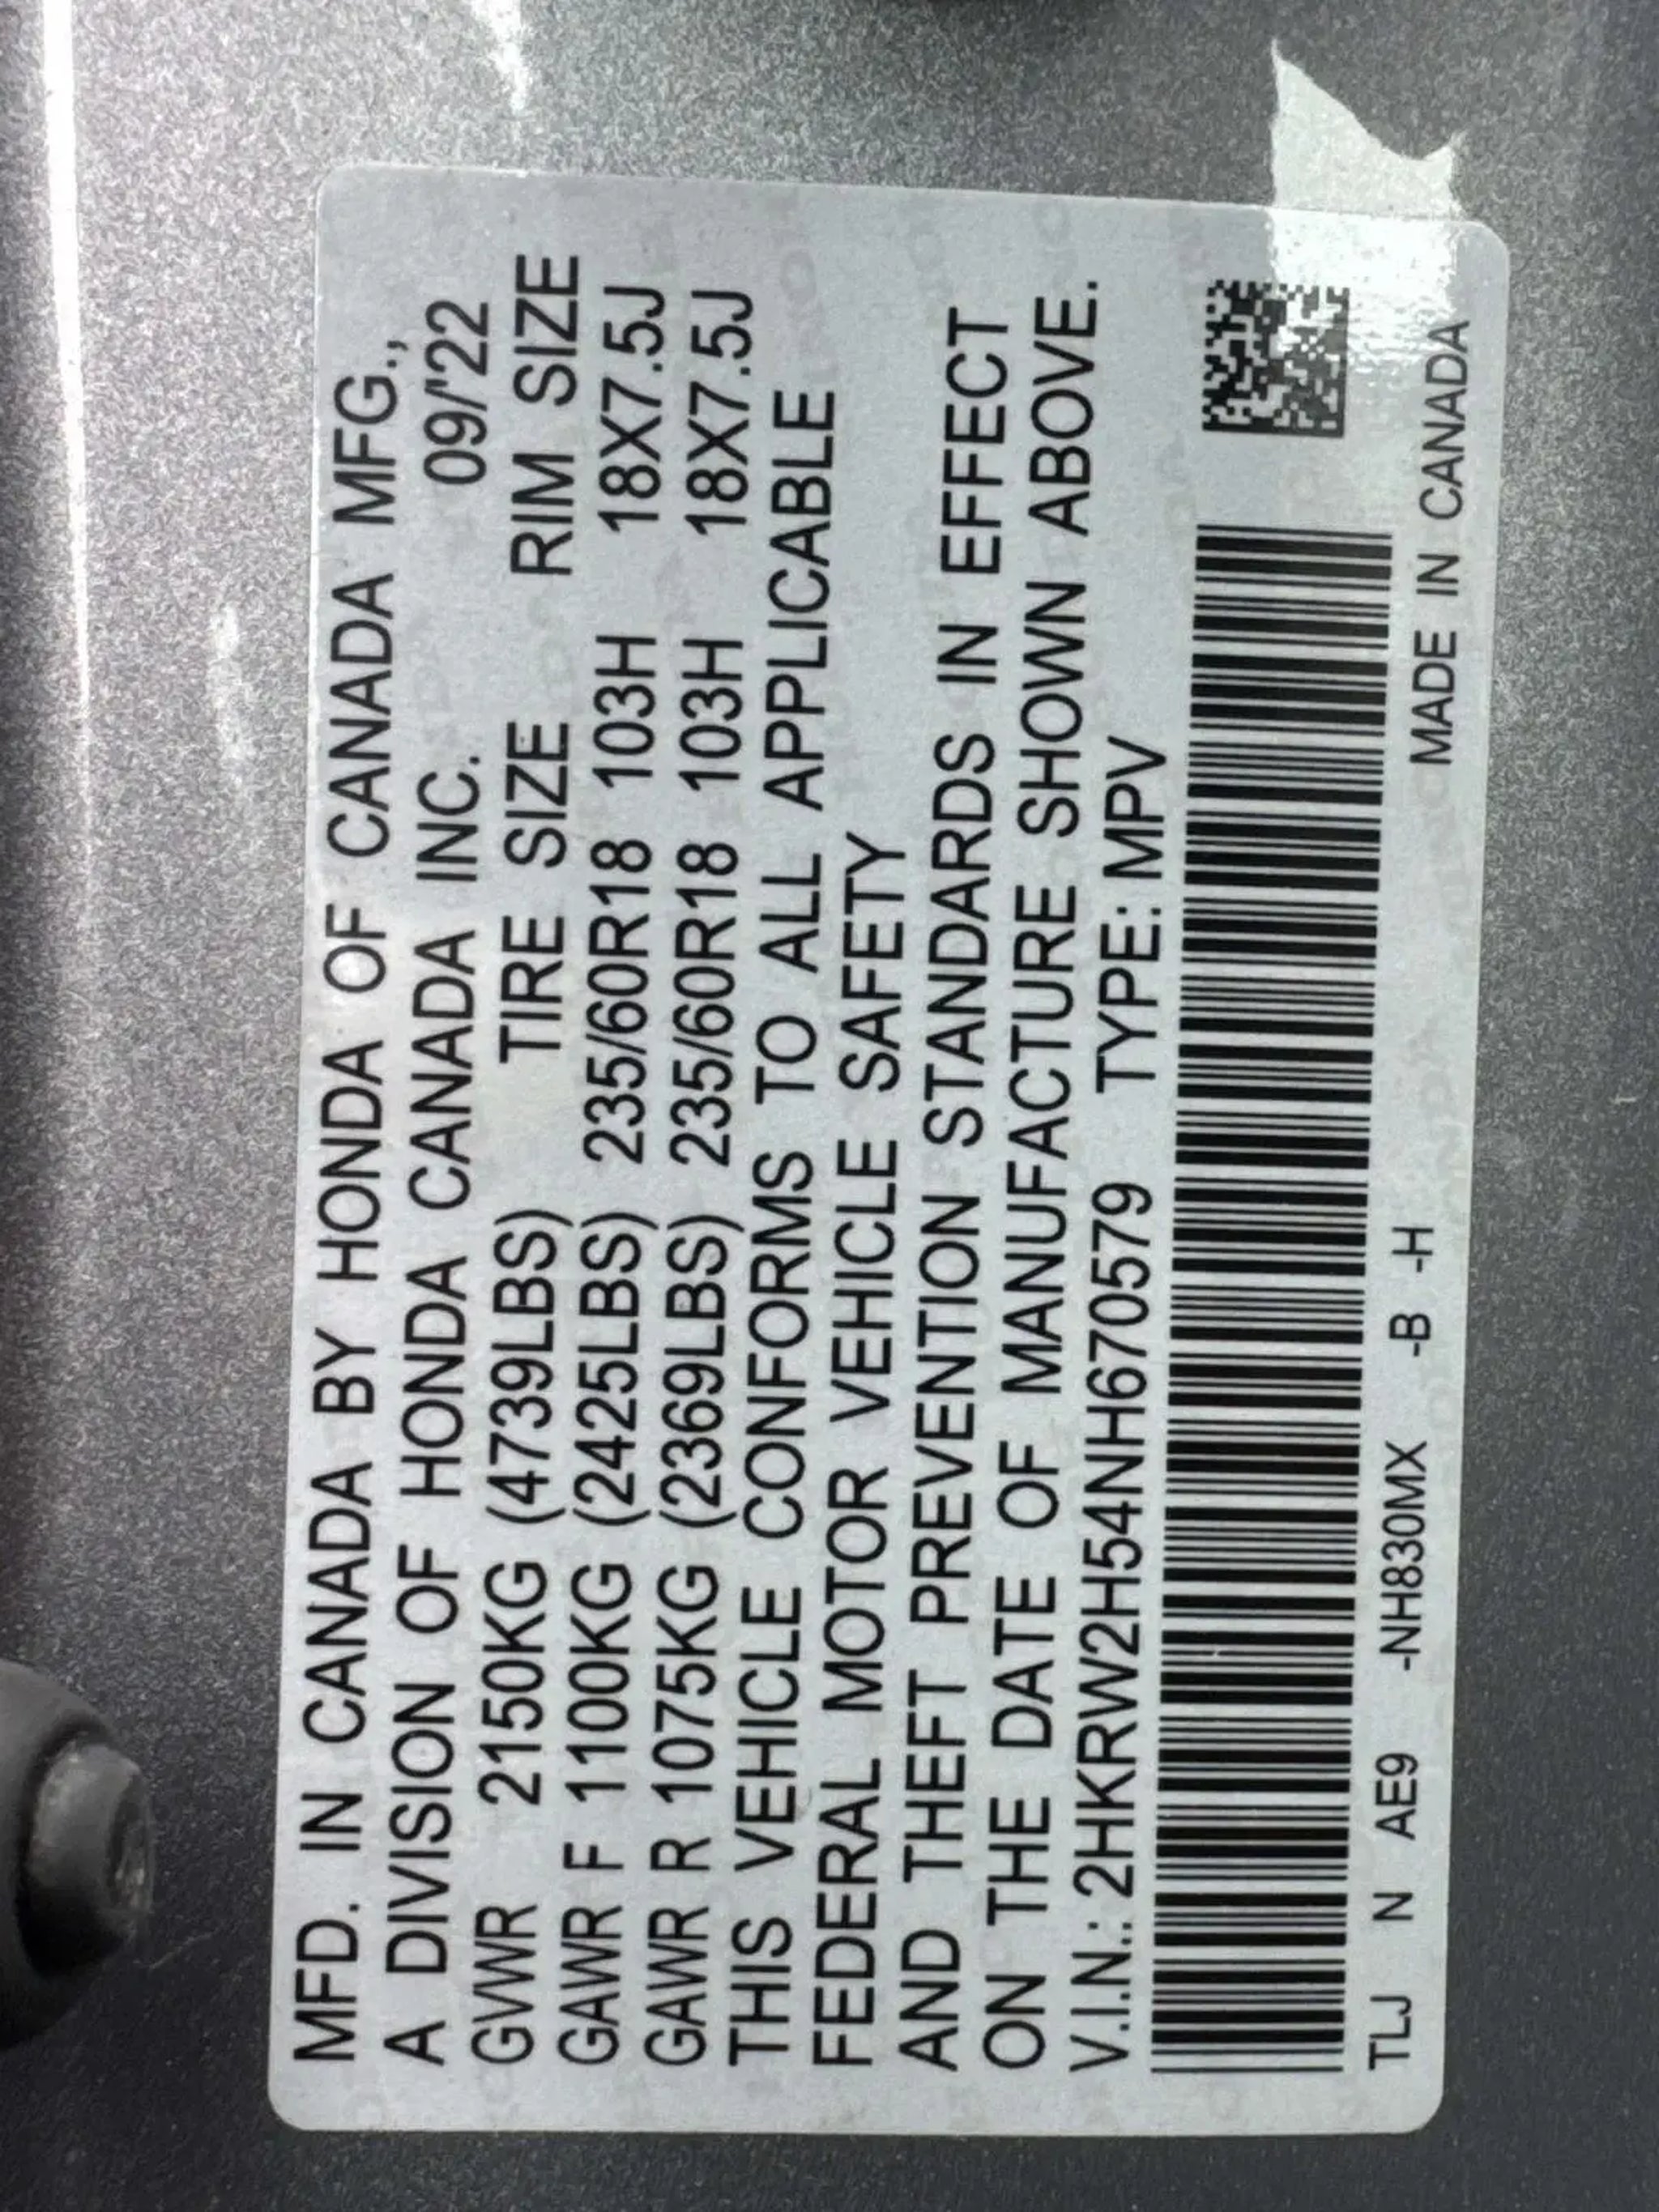 MFD. IN CANADA BY HONDA OF CANADA MFG.,
A DIVISION OF HONDA CANADA INC. 09/'22
GVWR 2150KG (4739LBS) TIRE SIZE RIM SIZE
GAWR F 1100KG (2425LBS) 235/60R18 103H 18X7.5J
GAWR R 1075KG (2369LBS) 235/60R18 103H 18X7.5J
THIS VEHICLE CONFORMS TO ALL APPLICABLE
FEDERAL MOTOR VEHICLE SAFETY
AND THEFT PREVENTION STANDARDS IN EFFECT
ON THE DATE OF MANUFACTURE SHOWN ABOVE.
V.I.N.: 2HKRW2H54NH670579 TYPE: MPV
TLJ N AE9 -NH830MX -B -H MADE IN CANADA